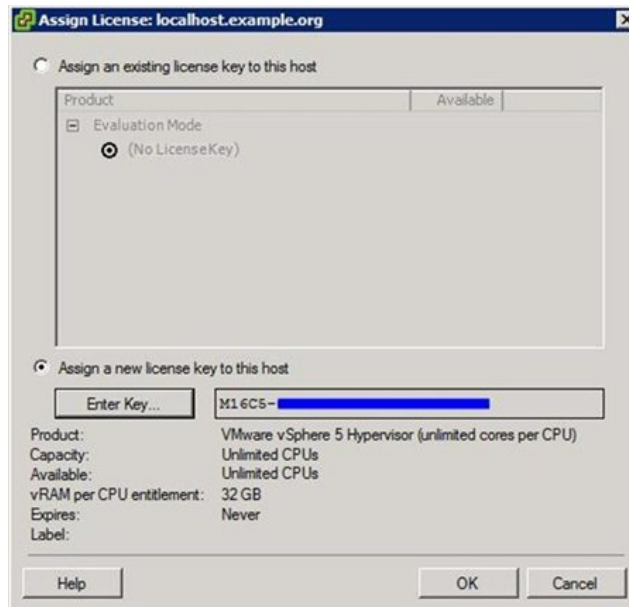 Assign License: localhost.example.org
Assign an existing license key to this host
Product Available
Evaluation Mode
(No License Key)
Assign a new license key to this host
Enter Key... M16C5-
Product: VMware vSphere 5 Hypervisor (unlimited cores per CPU)
Capacity: Unlimited CPUs
Available: Unlimited CPUs
vRAM per CPU entitlement: 32 GB
Expires: Never
Label:
Help OK Cancel